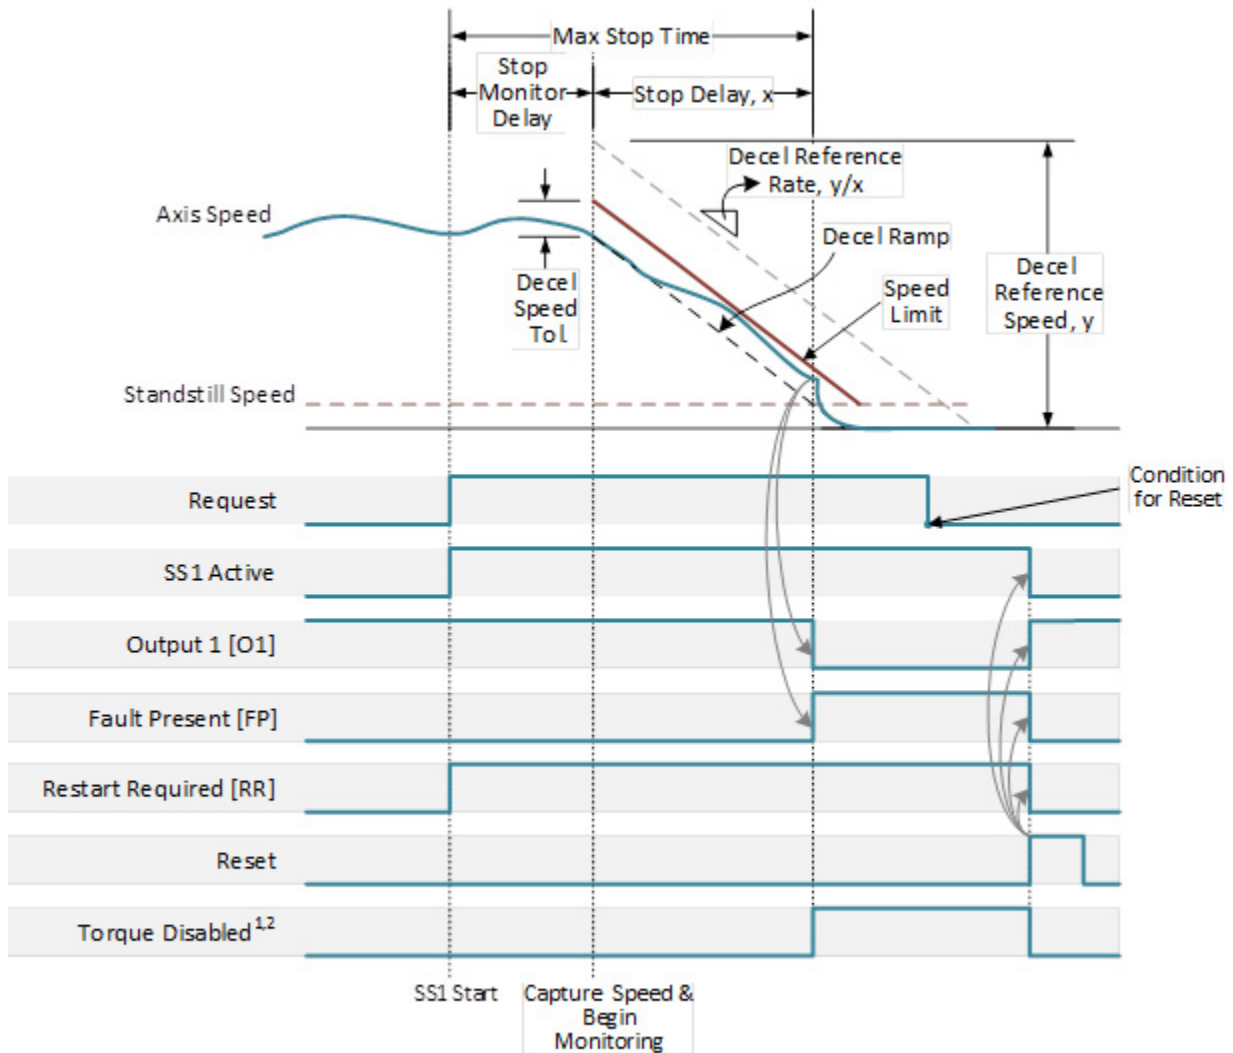 Max Stop Time
Stop
Monitor
Delay
Stop Delay, x
Decel Reference
Rate, y/x
Axis Speed
Decel Ramp
Decel
Speed
Tol.
Speed
Limit
Decel
Reference
Speed, y
Standstill Speed
Request
Condition
for Reset
SS1 Active
Output 1 [O1]
Fault Present [FP]
Restart Required [RR]
Reset
Torque Disabled1,2
SS1 Start
Capture Speed &
Begin
Monitoring